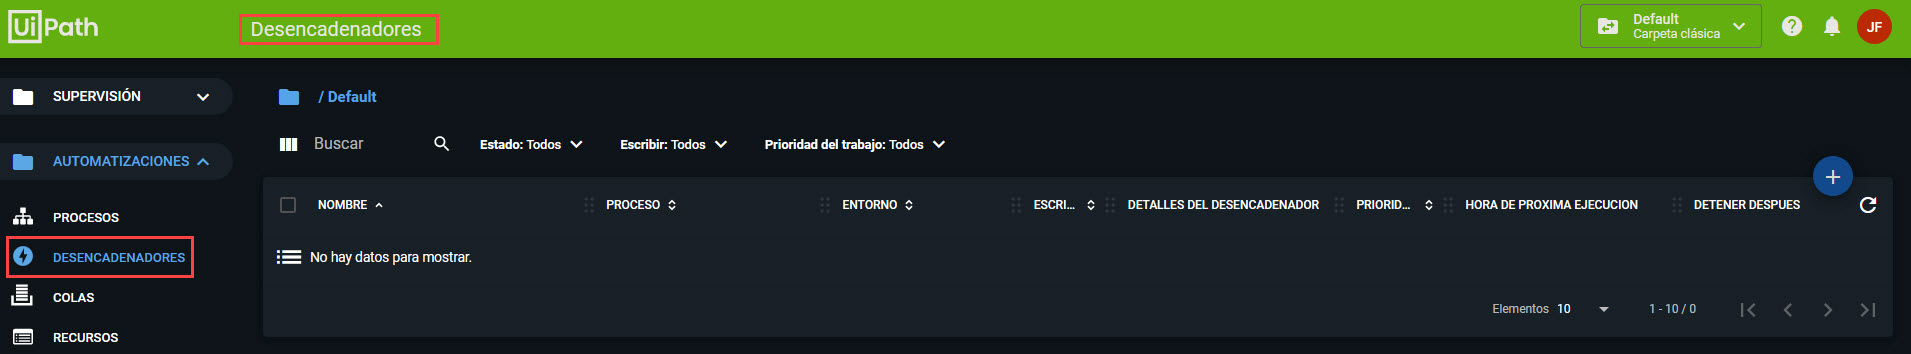 UiPath
Desencadenadores
Default
Carpeta clásica
JF
SUPERVISIÓN
/ Default
Buscar
Estado: Todos
Escribir: Todos
Prioridad del trabajo: Todos
AUTOMATIZACIONES
NOMBRE
PROCESO
ENTORNO
ESCRI...
DETALLES DEL DESENCADENADOR
PRIORID...
HORA DE PROXIMA EJECUCION
DETENER DESPUES
PROCESOS
DESENCADENADORES
No hay datos para mostrar.
COLAS
Elementos 10
1 - 10 / 0
RECURSOS